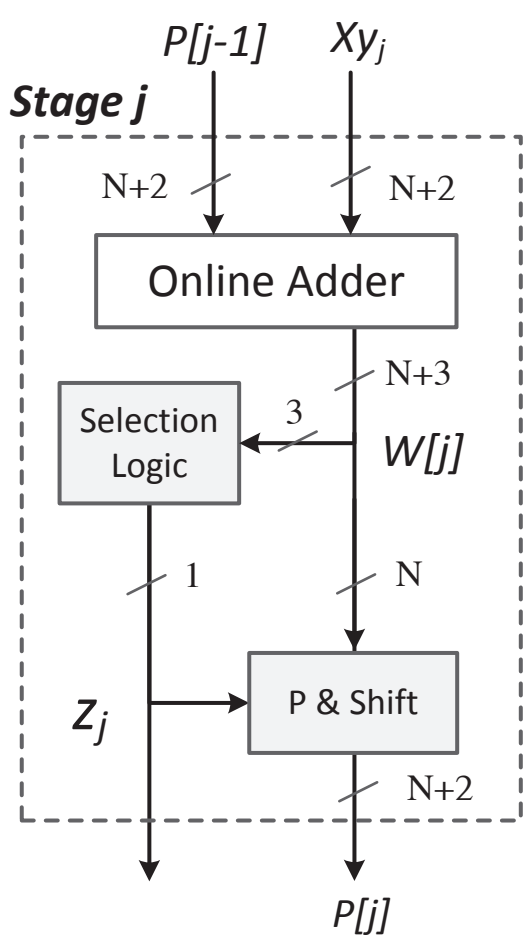 P[j-1] Xyj
Stage j
N+2 N+2
Online Adder
N+3
3
Selection
Logic
W[j]
1 N
P & Shift
zj
N+2
P[j]